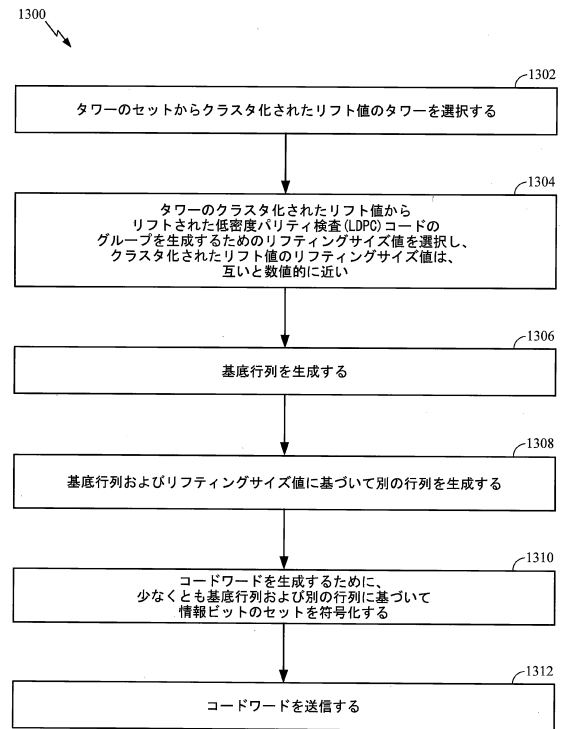 1300
1302
タワーのセットからクラスタ化されたリフト値のタワーを選択する
1304
タワーのクラスタ化されたリフト値から
リフトされた低密度パリティ検査(LDPC)コードの
グループを生成するためのリフティングサイズ値を選択し、
クラスタ化されたリフト値のリフティングサイズ値は、
互いと数値的に近い
1306
基底行列を生成する
1308
基底行列およびリフティングサイズ値に基づいて別の行列を生成する
1310
コードワードを生成するために、
少なくとも基底行列および別の行列に基づいて
情報ビットのセットを符号化する
1312
コードワードを送信する